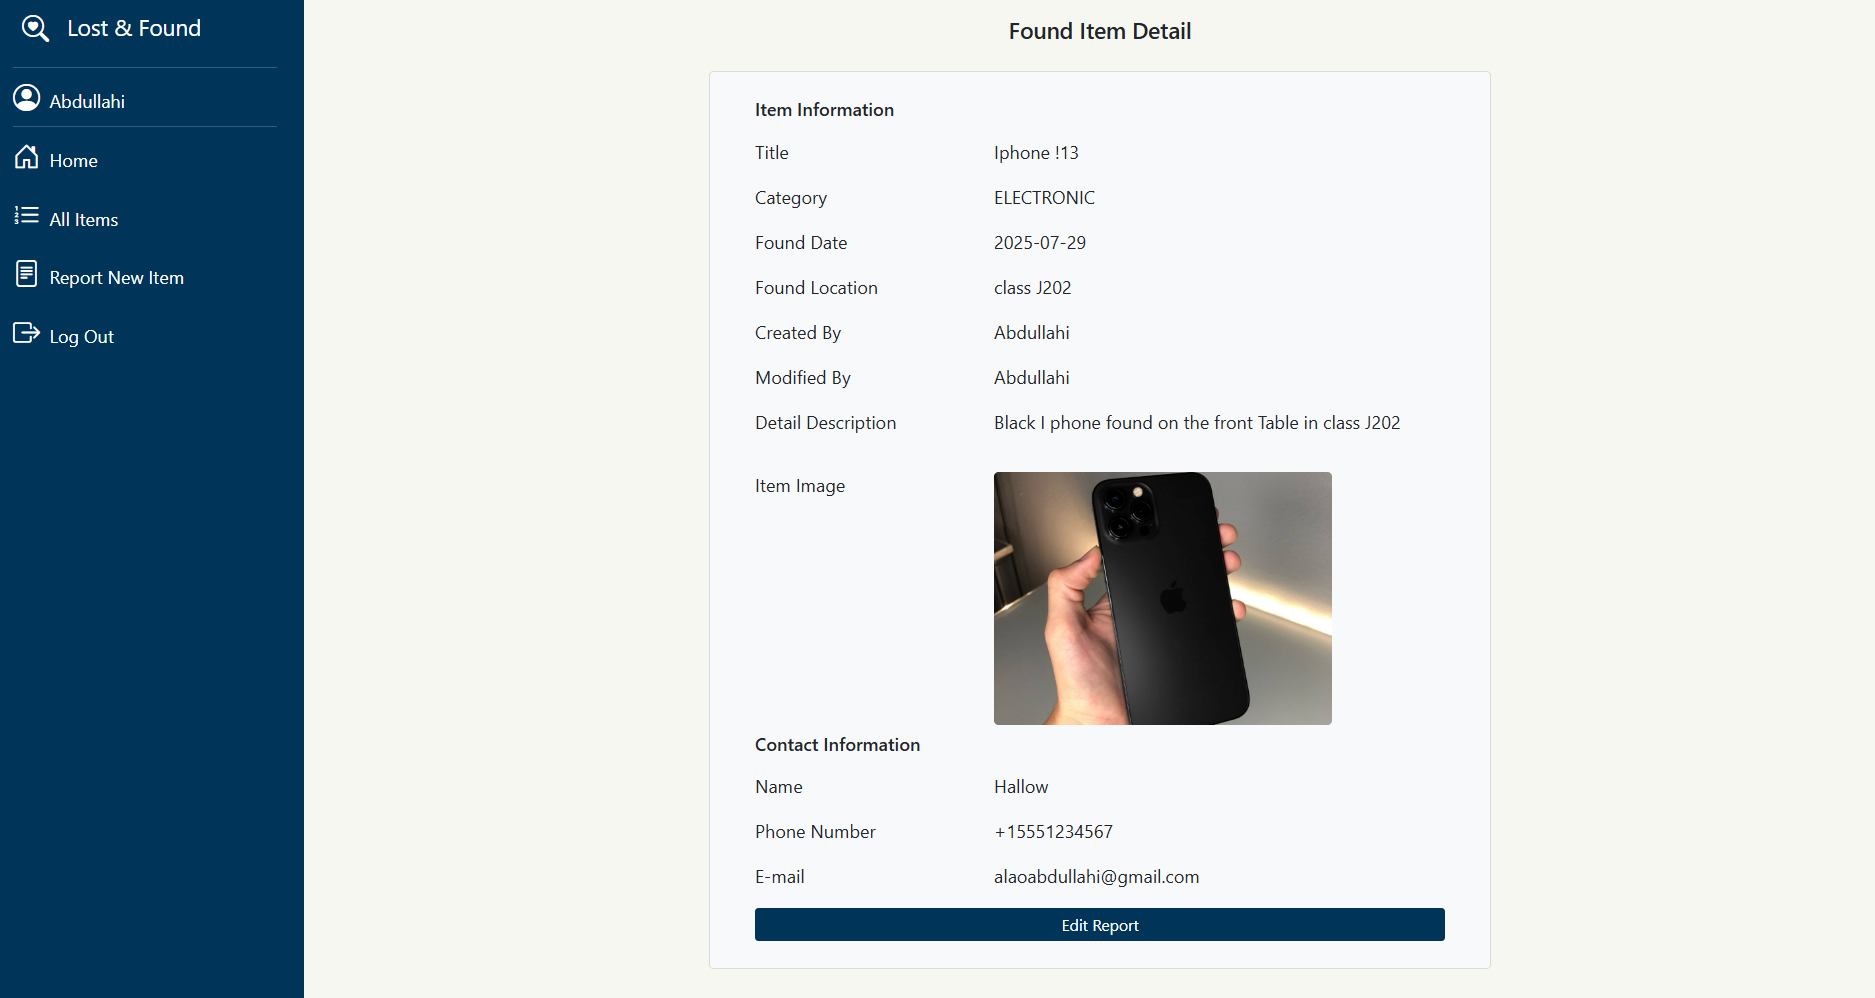 Lost & Found
Abdullahi
Home
All Items
Report New Item
Log Out
Found Item Detail
Item Information
Title Iphone !13
Category ELECTRONIC
Found Date 2025-07-29
Found Location class J202
Created By Abdullahi
Modified By Abdullahi
Detail Description Black I phone found on the front Table in class J202
Item Image
Contact Information
Name Hallow
Phone Number +15551234567
E-mail alaoabdullahi@gmail.com
Edit Report